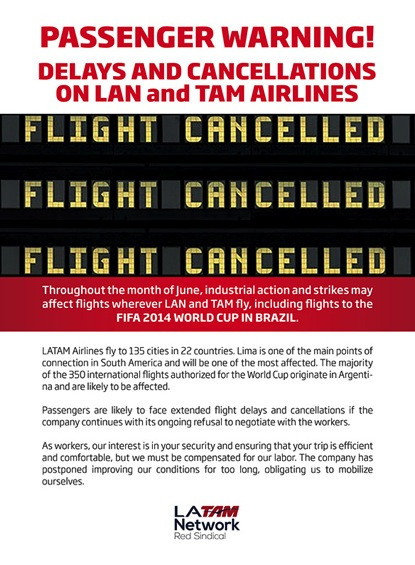 PASSENGER WARNING!
DELAYS AND CANCELLATIONS
ON LAN and TAM AIRLINES
FLIGHT CANCELLED
FLIGHT CANCELLED
FLIGHT CANCELLED
Throughout the month of June, industrial action and strikes may
affect flights wherever LAN and TAM fly, including flights to the
FIFA 2014 WORLD CUP IN BRAZIL.
LATAM Airlines fly to 135 cities in 22 countries. Lima is one of the main points of
connection in South America and will be one of the most affected. The majority
of the 350 international flights authorized for the World Cup originate in Argenti-
na and are likely to be affected.
Passengers are likely to face extended flight delays and cancellations if the
company continues with its ongoing refusal to negotiate with the workers.
As workers, our interest is in your security and ensuring that your trip is efficient
and comfortable, but we must be compensated for our labor. The company has
postponed improving our conditions for too long, obligating us to mobilize
ourselves.
LATAM
Network
Red Sindical